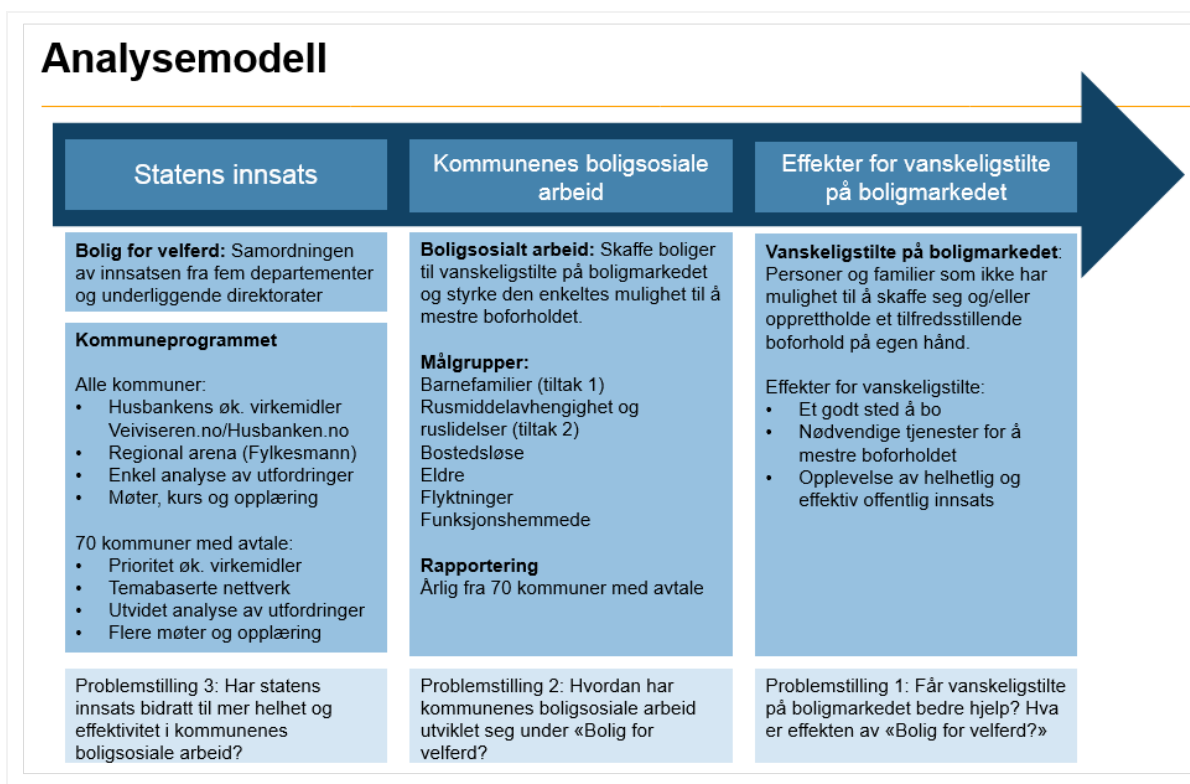 Analysemodell
Statens innsats
Kommunenes boligsosiale
arbeid
Effekter for vanskeligstilte
på boligmarkedet
Bolig for velferd: Samordningen
av innsatsen fra fem departementer
og underliggende direktorater
Kommuneprogrammet
Alle kommuner:
• Husbankens øk. virkemidler
Veiviseren.no/Husbanken.no
• Regional arena (Fylkesmann)
• Enkel analyse av utfordringer
• Møter, kurs og opplæring
70 kommuner med avtale:
• Prioritet øk. virkemidler
• Temabaserte nettverk
• Utvidet analyse av utfordringer
• Flere møter og opplæring
Boligsosialt arbeid: Skaffe boliger
til vanskeligstilte på boligmarkedet
og styrke den enkeltes mulighet til å
mestre boforholdet.
Målgrupper:
Barnefamilier (tiltak 1)
Rusmiddelavhengighet og
ruslidelser (tiltak 2)
Bostedsløse
Eldre
Flyktninger
Funksjonshemmede
Rapportering
Årlig fra 70 kommuner med avtale
Vanskeligstilte på boligmarkedet:
Personer og familier som ikke har
mulighet til å skaffe seg og/eller
opprettholde et tilfredsstillende
boforhold på egen hånd.
Effekter for vanskeligstilte:
• Et godt sted å bo
• Nødvendige tjenester for å
mestre boforholdet
• Opplevelse av helhetlig og
effektiv offentlig innsats
Problemstilling 3: Har statens
innsats bidratt til mer helhet og
effektivitet i kommunenes
boligsosiale arbeid?
Problemstilling 2: Hvordan har
kommunenes boligsosiale arbeid
utviklet seg under «Bolig for
velferd?
Problemstilling 1: Får vanskeligstilte
på boligmarkedet bedre hjelp? Hva
er effekten av «Bolig for velferd?»